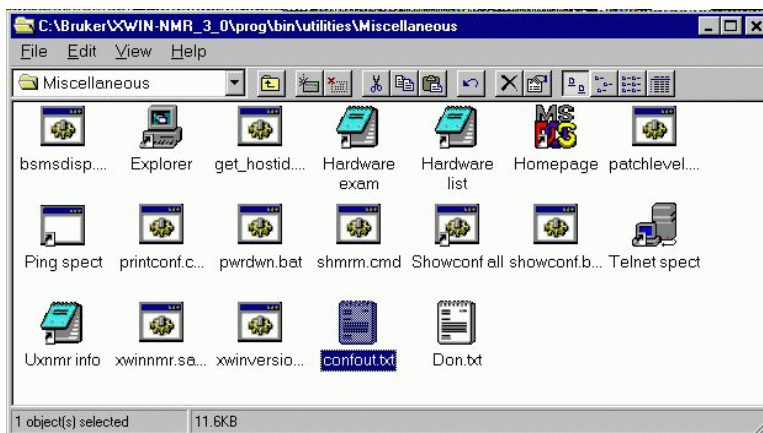 C:\Bruker\XWIN-NMR_3_0\prog\bin\utilities\Miscellaneous
File Edit View Help
Miscellaneous
bsmsdisp.... Explorer get_hostid.... Hardware exam Hardware list Homepage patchlevel....
Ping spect printconf.c... pwrdwn.bat shmrm.cmd Showconf all showconf.b... Telnet spect
Uxnmr info xwinnmr.sa... xwinversio... confout.txt Don.txt
1 object(s) selected 11.6KB